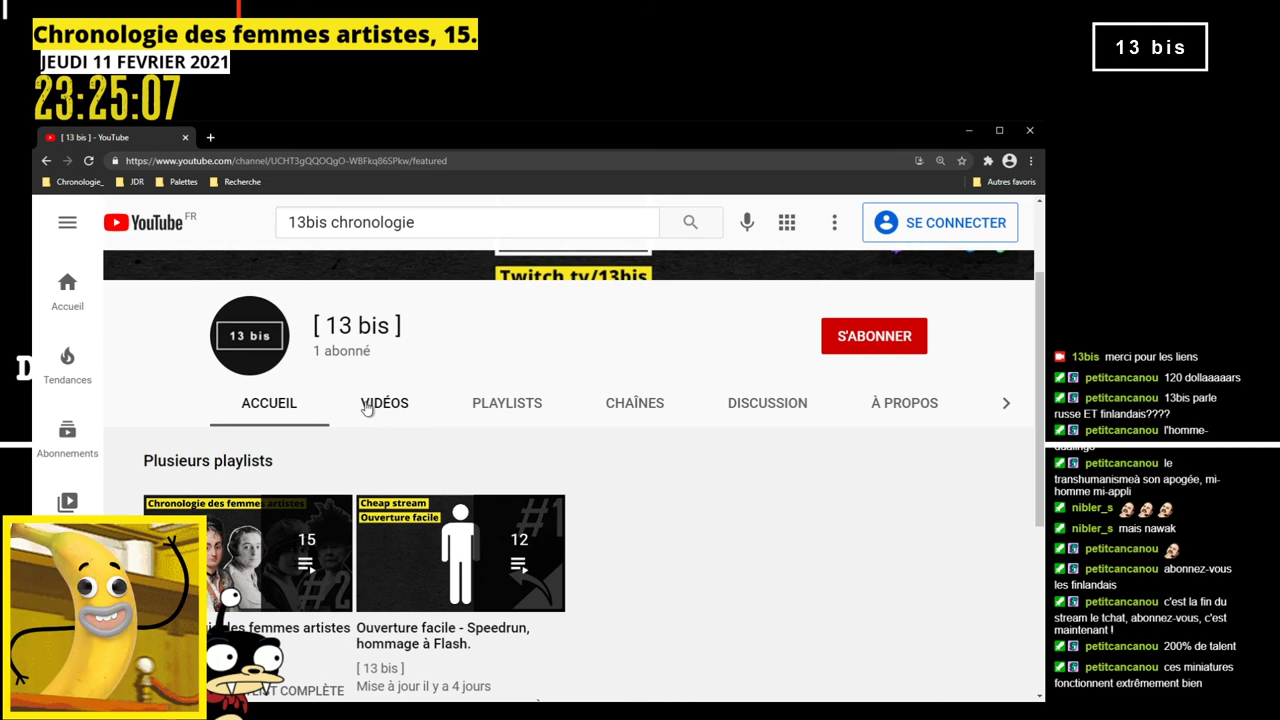 Chronologie des femmes artistes, 15.
JEUDI 11 FEVRIER 2021
23:25:07
13 bis
[ 13 bis ] - YouTube
https://www.youtube.com/channel/UCHT3gQQOQgO-WBFkq86SPkw/featured
Chronologie_
JDR
Palettes
Recherche
Autres favoris
YouTube FR
13bis chronologie
SE CONNECTER
Twitch.tv/13bis
Accueil
Tendances
Abonnements
13 bis
[ 13 bis ]
1 abonné
S'ABONNER
ACCUEIL
VIDÉOS
PLAYLISTS
CHAÎNES
DISCUSSION
À PROPOS
Plusieurs playlists
Chronologie des femmes artistes
15
#2
Cheap stream
Ouverture facile
#1
12
des femmes artistes
Ouverture facile - Speedrun,
hommage à Flash.
[ 13 bis ]
Mise à jour il y a 4 jours
COMPLÈTE
13bis merci pour les liens
petitcancanou 120 dollaaaaars
petitcancanou 13bis parle
russe ET finlandais????
petitcancanou l'homme-
petitcancanou le
transhumanismeà son apogée, mi-
homme mi-appli
nibler_s
nibler_s mais nawak
petitcancanou
petitcancanou abonnez-vous
les finlandais
petitcancanou c'est la fin du
stream le tchat, abonnez-vous, c'est
maintenant !
petitcancanou 200% de talent
petitcancanou ces miniatures
fonctionnent extrêmement bien